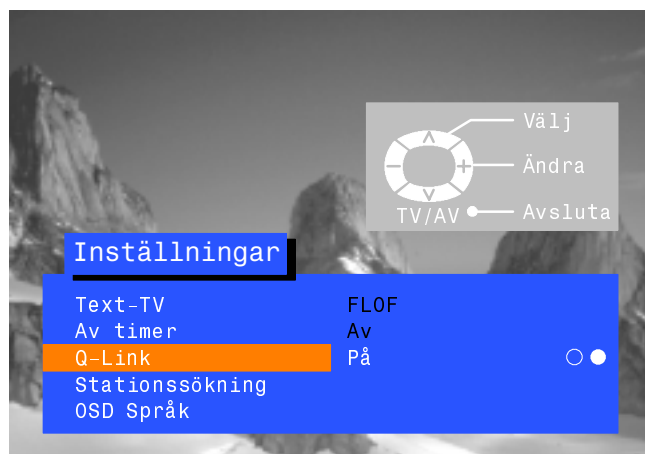 Välj
Ändra
TV/AV Avsluta
Inställningar
Text-TV FLOF
Av timer Av
Q-Link På
Stationssökning
OSD Språk